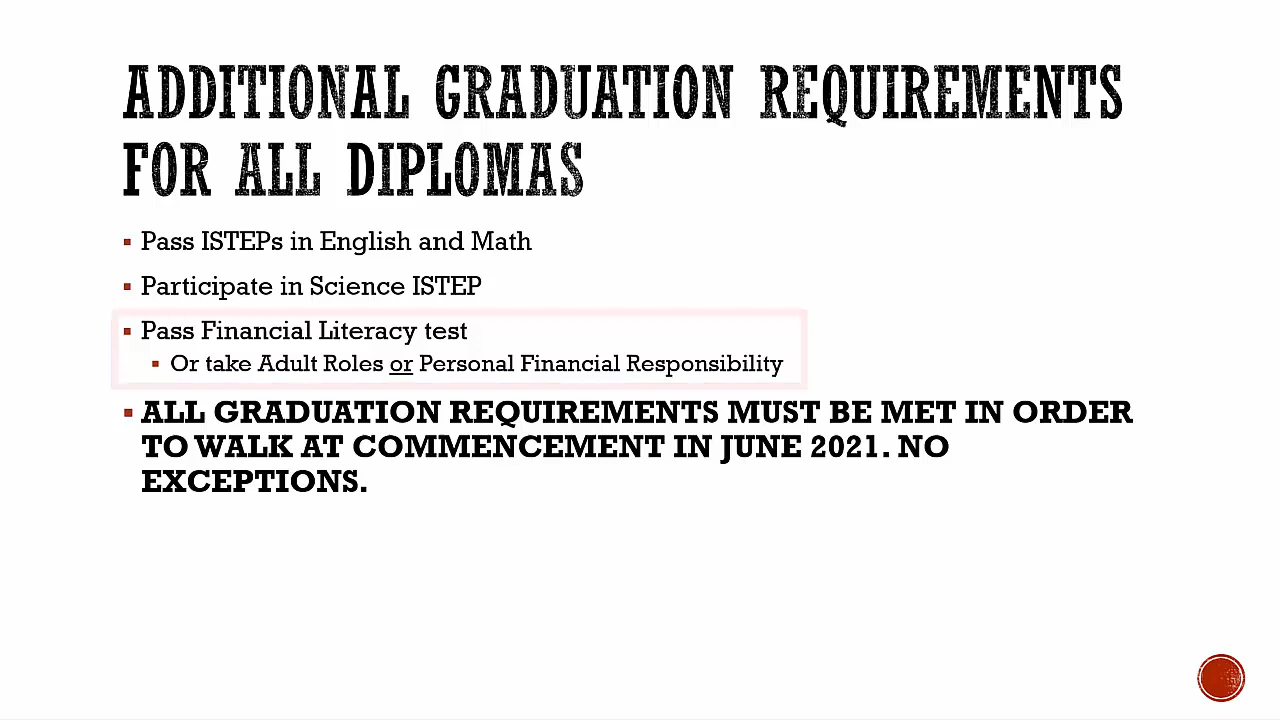 ADDITIONAL GRADUATION REQUIREMENTS
FOR ALL DIPLOMAS
Pass ISTEPs in English and Math
Participate in Science ISTEP
Pass Financial Literacy test
Or take Adult Roles or Personal Financial Responsibility
ALL GRADUATION REQUIREMENTS MUST BE MET IN ORDER
TO WALK AT COMMENCEMENT IN JUNE 2021. NO
EXCEPTIONS.